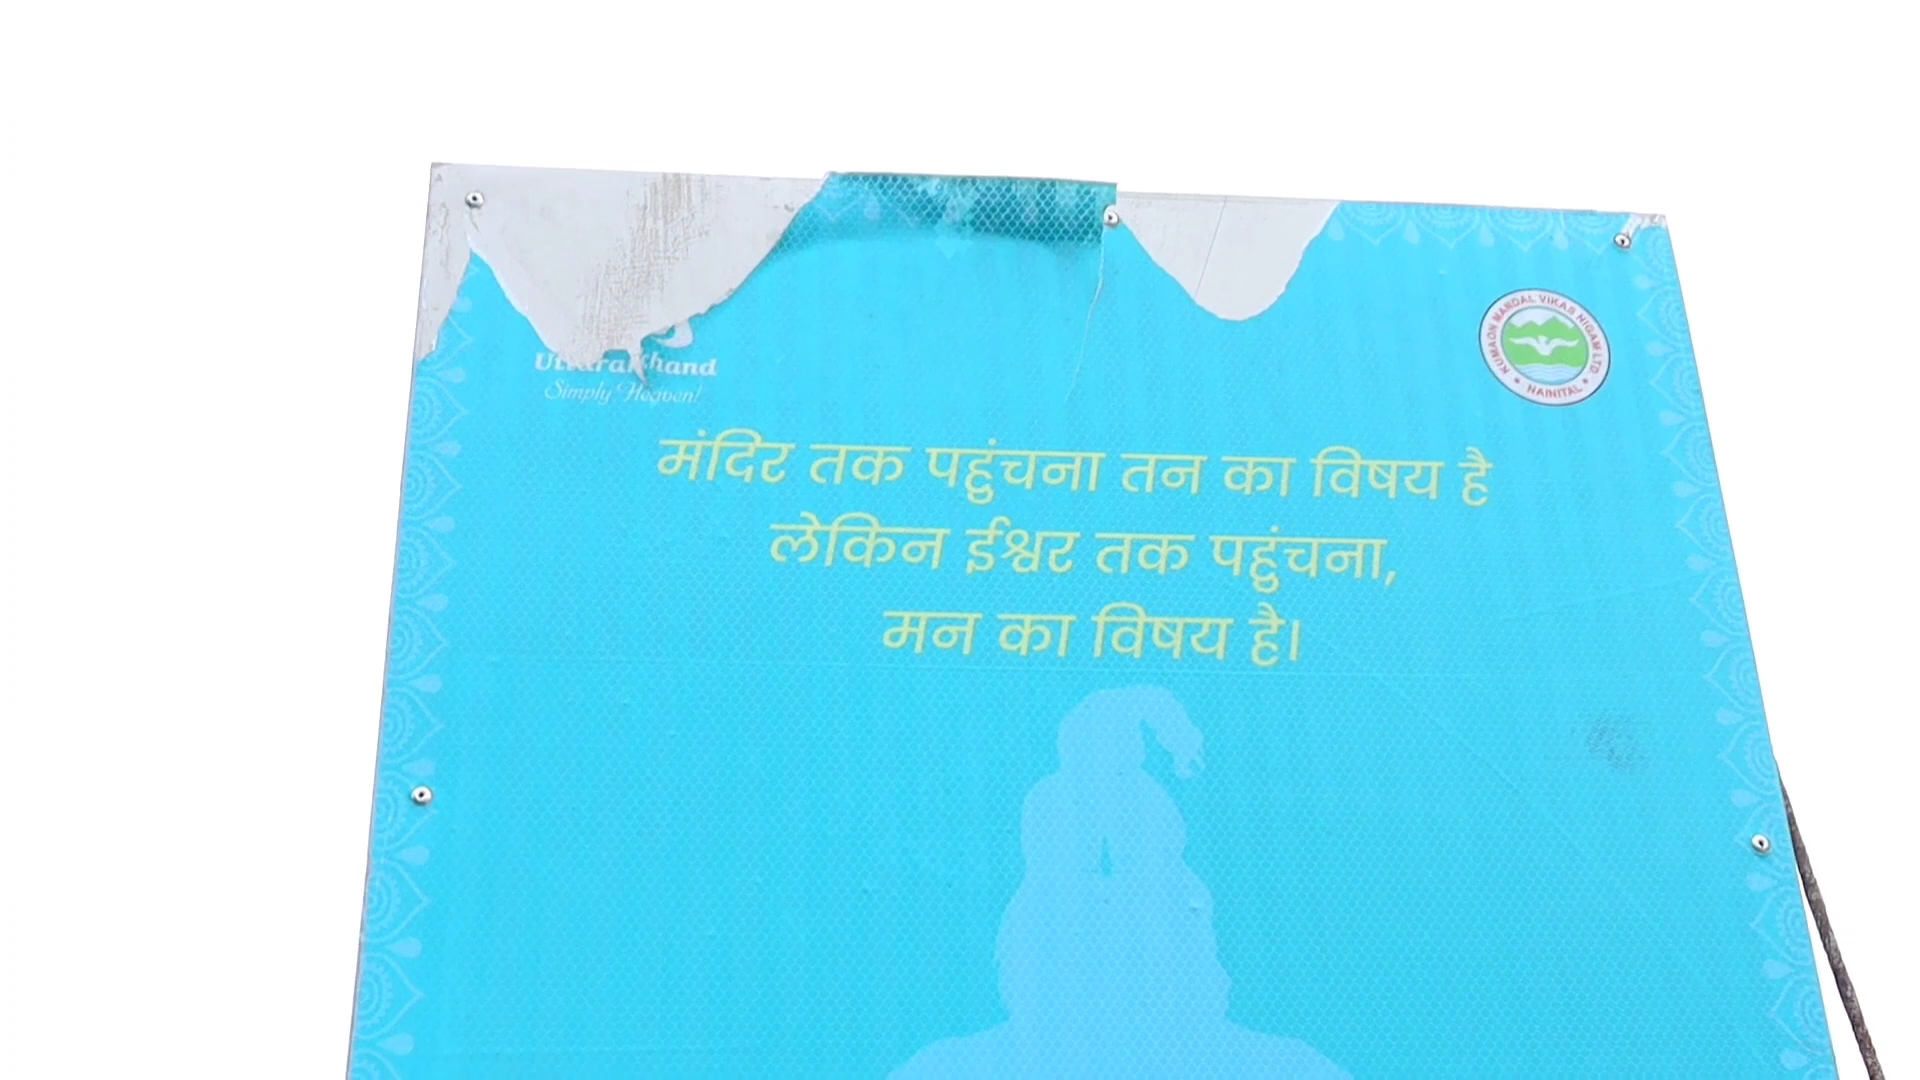 Uttarakhand
Simply Heaven!
KUMAON MANDAL VIKAS NIGAM LTD.
NAINITAL
मंदिर तक पहुंचना तन का विषय है
लेकिन ईश्वर तक पहुंचना,
मन का विषय है।